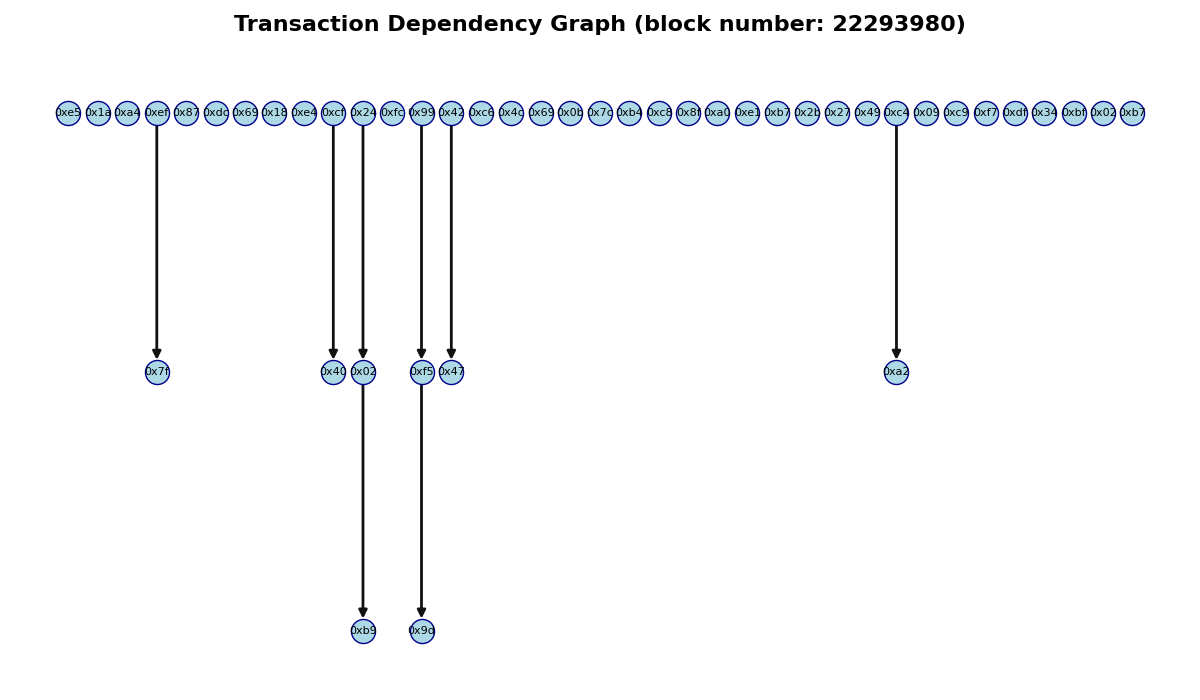 Transaction Dependency Graph (block number: 22293980)
0xe5 0x1a 0xa4 0xef 0x87 0xdc 0x69 0x18 0xe4 0xcf 0x24 0xfc 0x99 0x42 0xc6 0x4c 0x69 0x0b 0x7c 0xb4 0xc8 0x8f 0xa0 0xe1 0xb7 0x2b 0x27 0x49 0xc4 0x09 0xc9 0xf7 0xdf 0x34 0xbf 0x02 0xb7
0x7f 0x40 0x02 0xf5 0x47 0xa2
0xb9 0x9d